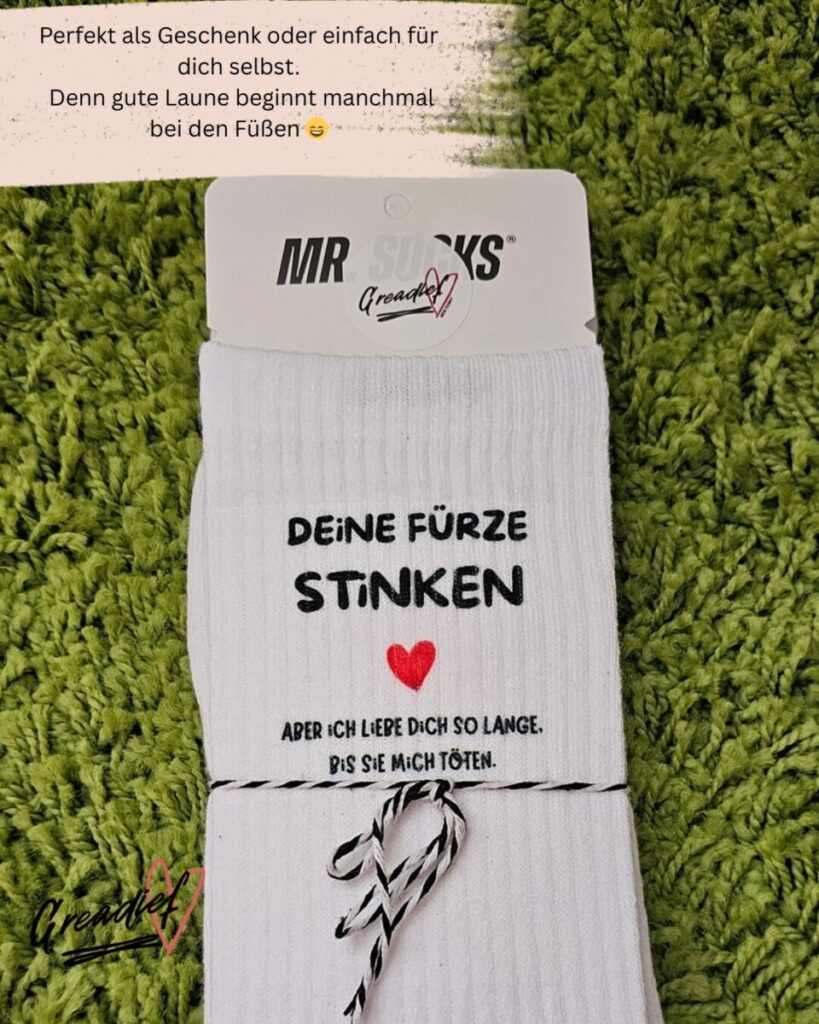 Perfekt als Geschenk oder einfach für
dich selbst.
Denn gute Laune beginnt manchmal
bei den Füßen 😄
MR. SOCKS®
Greadief
DEiNE FÜRZE
STiNKEN
ABER iCH LiEBE DiCH SO LANGE.
BiS SiE MiCH TÖTEN.
Greadief